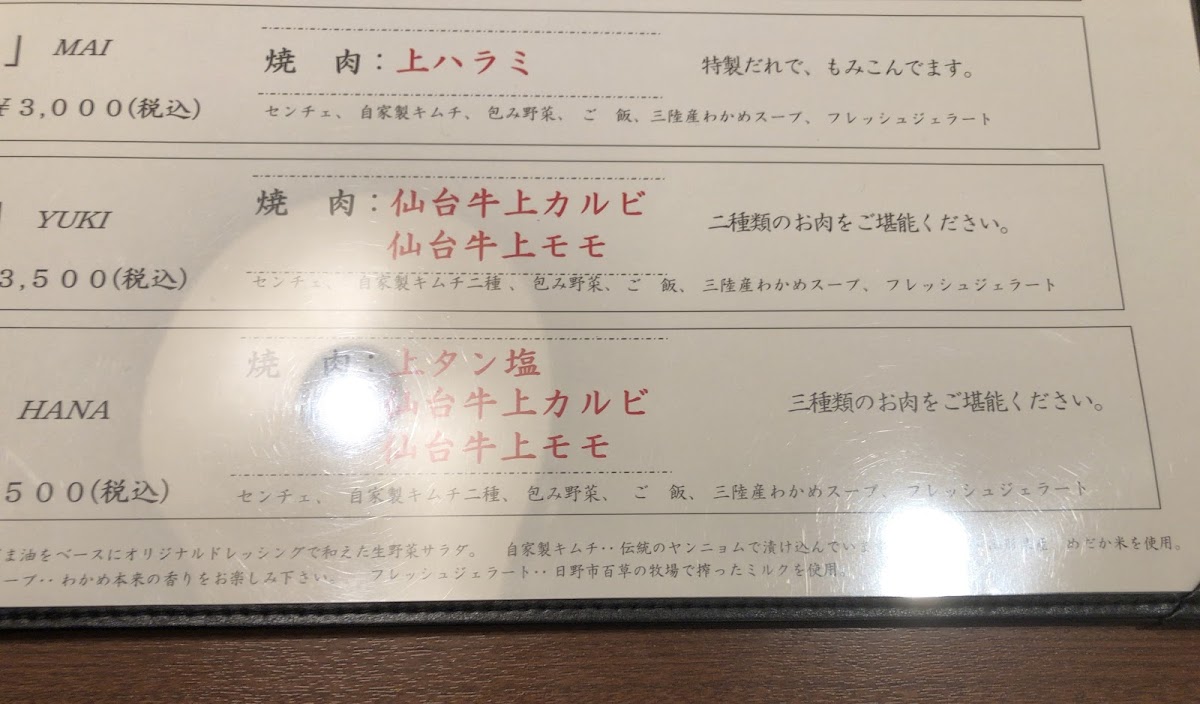 」 MAI
¥3,000(税込)
焼 肉：上ハラミ
特製だれで、もみこんでます。
センチェ、 自家製キムチ、 包み野菜、 ご 飯、三陸産わかめスープ、 フレッシュジェラート
」 YUKI
3,500(税込)
焼 肉：仙台牛上カルビ
仙台牛上モモ
二種類のお肉をご堪能ください。
センチェ、 自家製キムチ二種 、 包み野菜、ご 飯、 三陸産わかめスープ、 フレッシュジェラート
HANA
500(税込)
焼 肉：上タン塩
仙台牛上カルビ
仙台牛上モモ
三種類のお肉をご堪能ください。
センチェ、 自家製キムチ二種、 包み野菜、 ご 飯、 三陸産わかめスープ、 フレッシュジェラート
ま油をベースにオリジナルドレッシングで和えた生野菜サラダ。 自家製キムチ‥伝統のヤンニョムで漬け込んでいます めだか米を使用。
ープ‥わかめ本来の香りをお楽しみ下さい。 フレッシュジェラート‥日野市百草の牧場で搾ったミルクを使用。